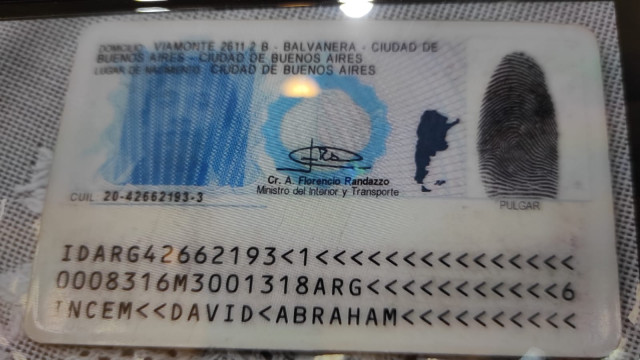 DOMICILIO: VIAMONTE 2611 2 B - BALVANERA - CIUDAD DE
BUENOS AIRES - CIUDAD DE BUENOS AIRES
LUGAR DE NACIMIENTO: CIUDAD DE BUENOS AIRES
Cr. A. Florencio Randazzo
Ministro del Interior y Transporte
CUIL 20-42662193-3
PULGAR
IDARG42662193<1<<<<<<<<<<<<<<<
0008316M3001318ARG<<<<<<<<<<<6
INCEM<<DAVID<ABRAHAM<<<<<<<<<<